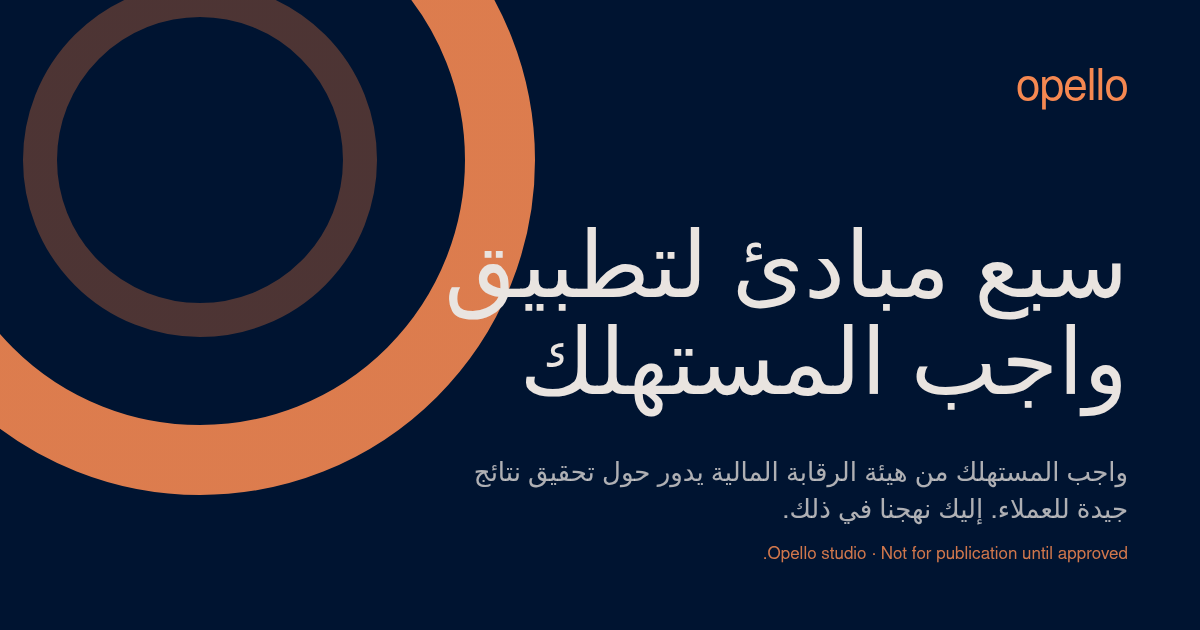 opello
سبع مبادئ لتطبيق
واجب المستهلك
واجب المستهلك من هيئة الرقابة المالية يدور حول تحقيق نتائج
جيدة للعملاء. إليك نهجنا في ذلك.
Opello studio · Not for publication until approved.